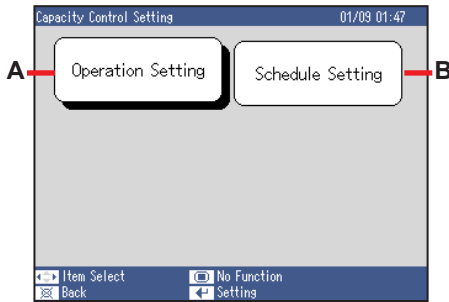 Capacity Control Setting 01/09 01:47
A Operation Setting Schedule Setting B
Item Select No Function
Back Setting